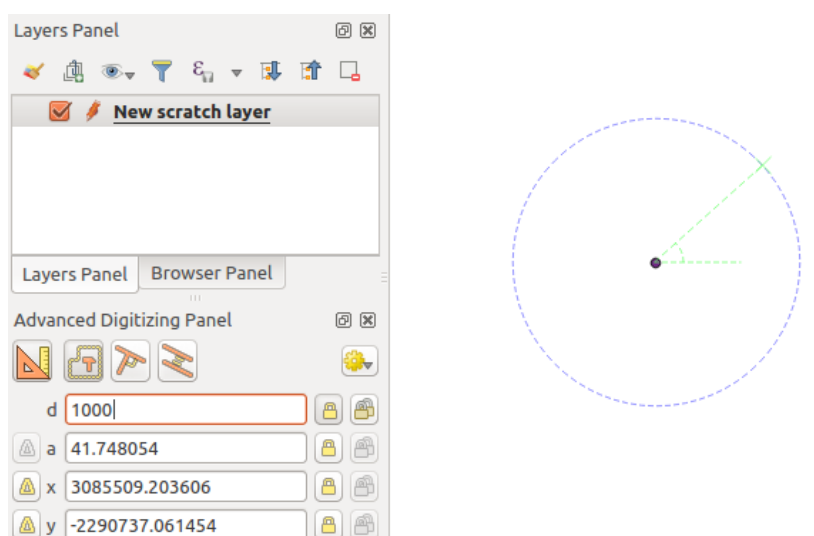 Layers Panel
ε
New scratch layer
Layers Panel Browser Panel
Advanced Digitizing Panel
d 1000
a 41.748054
x 3085509.203606
y -2290737.061454